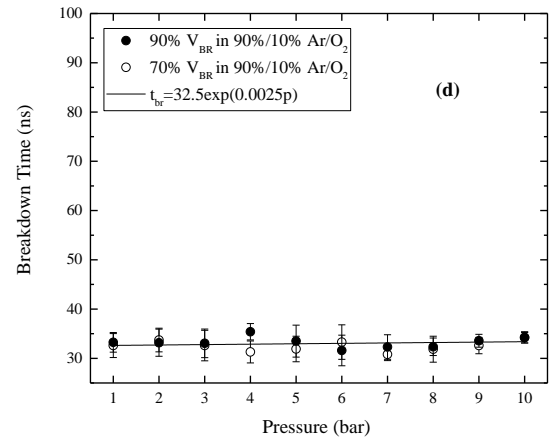 100
90
80
70
60
50
40
30
Breakdown Time (ns)
90% V_BR in 90%/10% Ar/O_2
70% V_BR in 90%/10% Ar/O_2
t_br=32.5exp(0.0025p)
(d)
1 2 3 4 5 6 7 8 9 10
Pressure (bar)